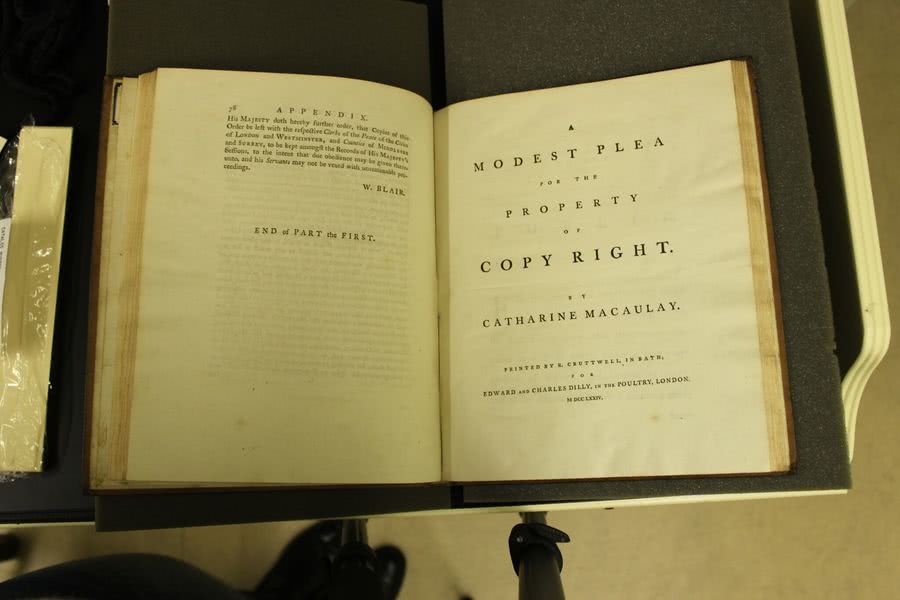 78 APPENDIX.
His MAJESTY doth hereby further order, that Copies of this
Order be left with the respective Clerks of the Peace of the Cities
of LONDON and WESTMINSTER, and Counties of MIDDLESEX
and SURREY, to be kept amongst the Records of His MAJESTY's
Sessions, to the intent that due obedience may be given there-
unto, and his Servants may not be vexed with unreasonable pro-
ceedings.
W. BLAIR.
END of PART the FIRST.
A
MODEST PLEA
FOR THE
PROPERTY
OF
COPY RIGHT.
BY
CATHARINE MACAULAY.
PRINTED BY R. CRUTTWELL, IN BATH;
FOR
EDWARD AND CHARLES DILLY, IN THE POULTRY, LONDON.
M DCC LXXIV.